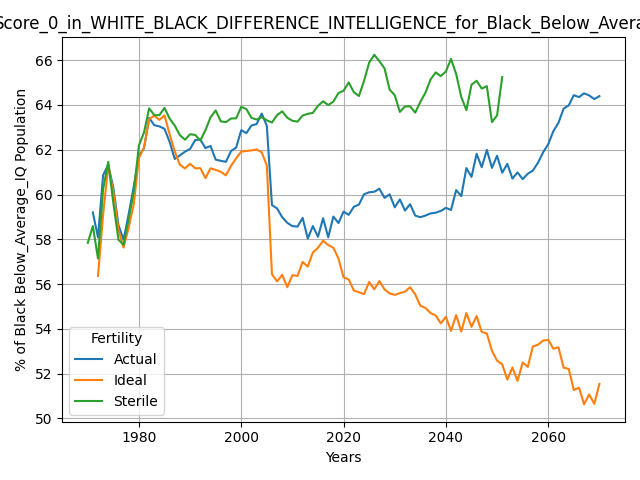 Score_0_in_WHITE_BLACK_DIFFERENCE_INTELLIGENCE_for_Black_Below_Avera
% of Black Below_Average_IQ Population
66
64
62
60
58
56
54
52
50
Fertility
Actual
Ideal
Sterile
1980 2000 2020 2040 2060
Years